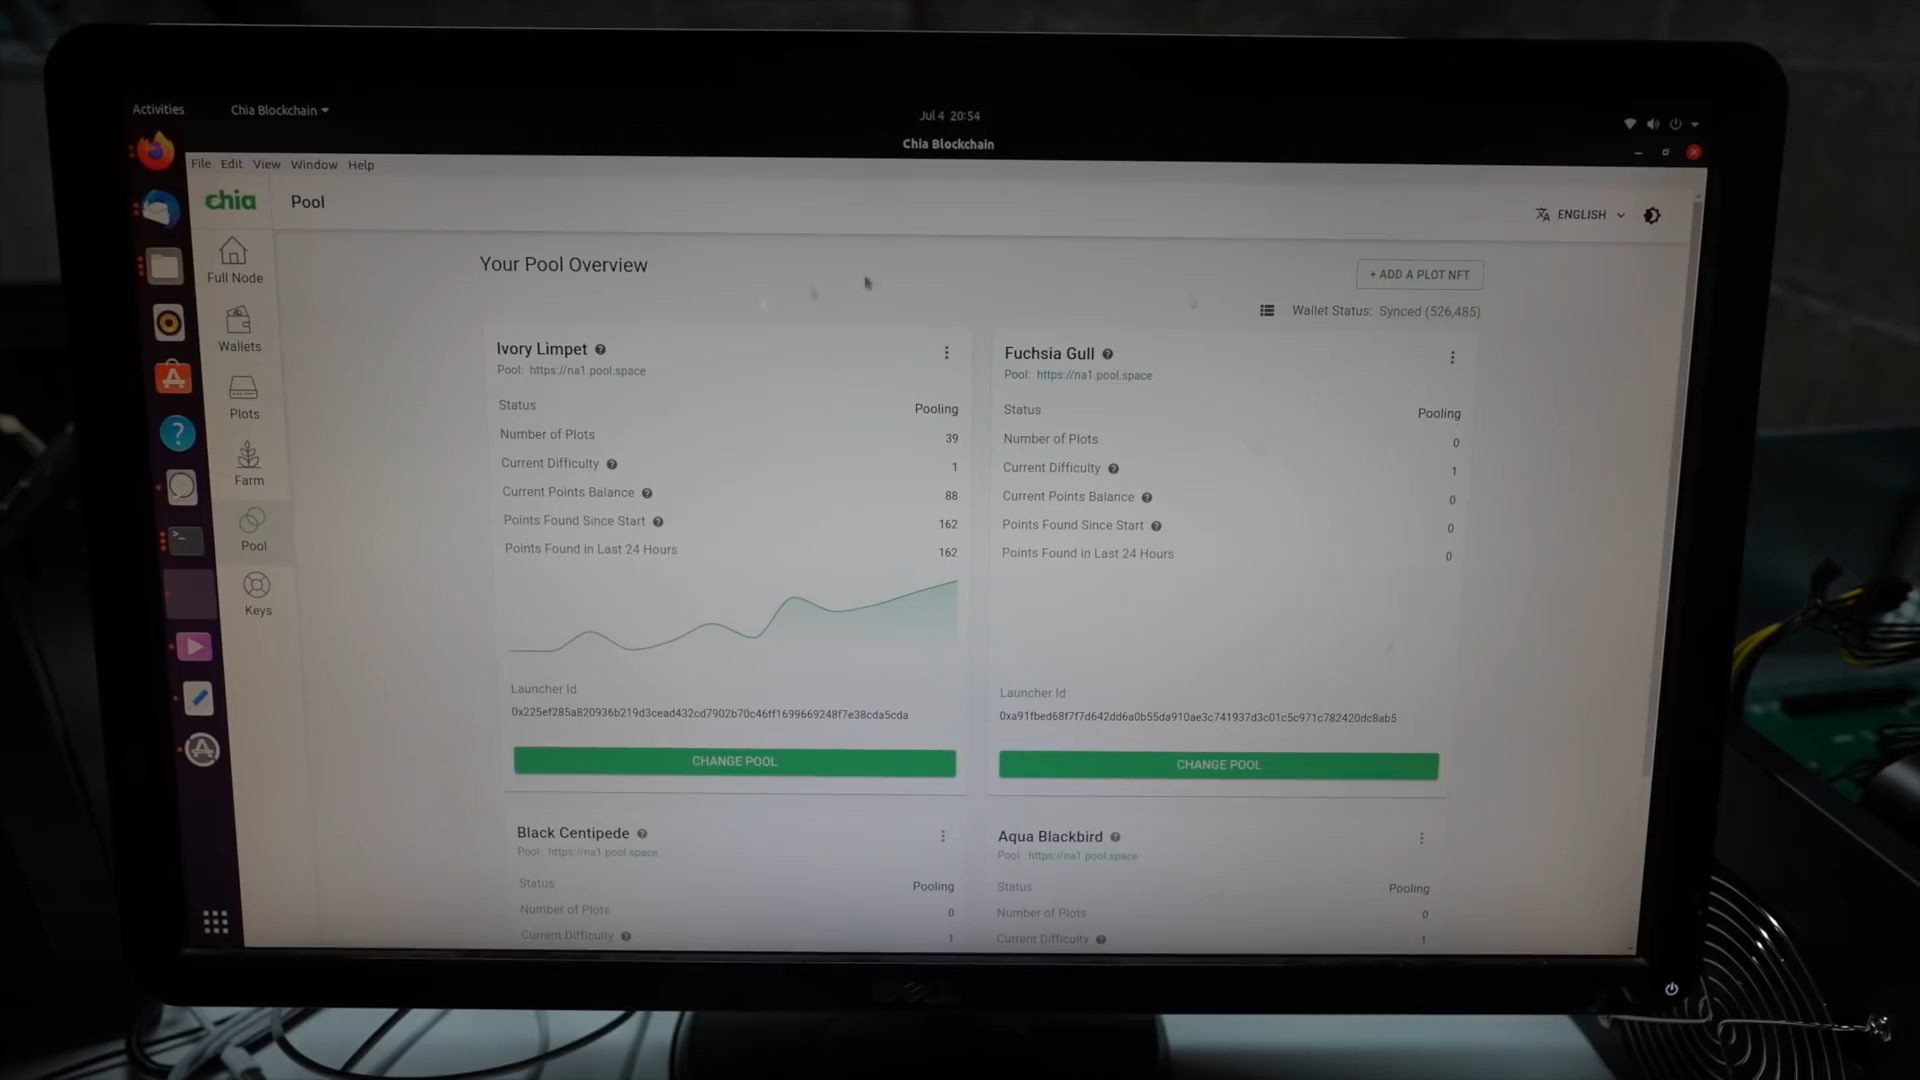 Activities
Chia Blockchain
Jul 4 20:54
Chia Blockchain
File Edit View Window Help
chia
Pool
ENGLISH
Full Node
Wallets
Plots
Farm
Pool
Keys
Your Pool Overview
+ ADD A PLOT NFT
Wallet Status: Synced (526,485)
Ivory Limpet
Pool: https://na1.pool.space
Status Pooling
Number of Plots 39
Current Difficulty 1
Current Points Balance 88
Points Found Since Start 162
Points Found in Last 24 Hours 162
Launcher Id
0x225ef285a820936b219d3cead432cd7902b70c46ff1699669248f7e38cda5cda
CHANGE POOL
Fuchsia Gull
Pool: https://na1.pool.space
Status Pooling
Number of Plots 0
Current Difficulty 1
Current Points Balance 0
Points Found Since Start 0
Points Found in Last 24 Hours 0
Launcher Id
0xa91fbed68f7f7d642dd6a0b55da910ae3c741937d3c01c5c971c782420dc8ab5
CHANGE POOL
Black Centipede
Pool: https://na1.pool.space
Status Pooling
Number of Plots 0
Current Difficulty 1
Aqua Blackbird
Pool: https://na1.pool.space
Status Pooling
Number of Plots 0
Current Difficulty 1
DELL